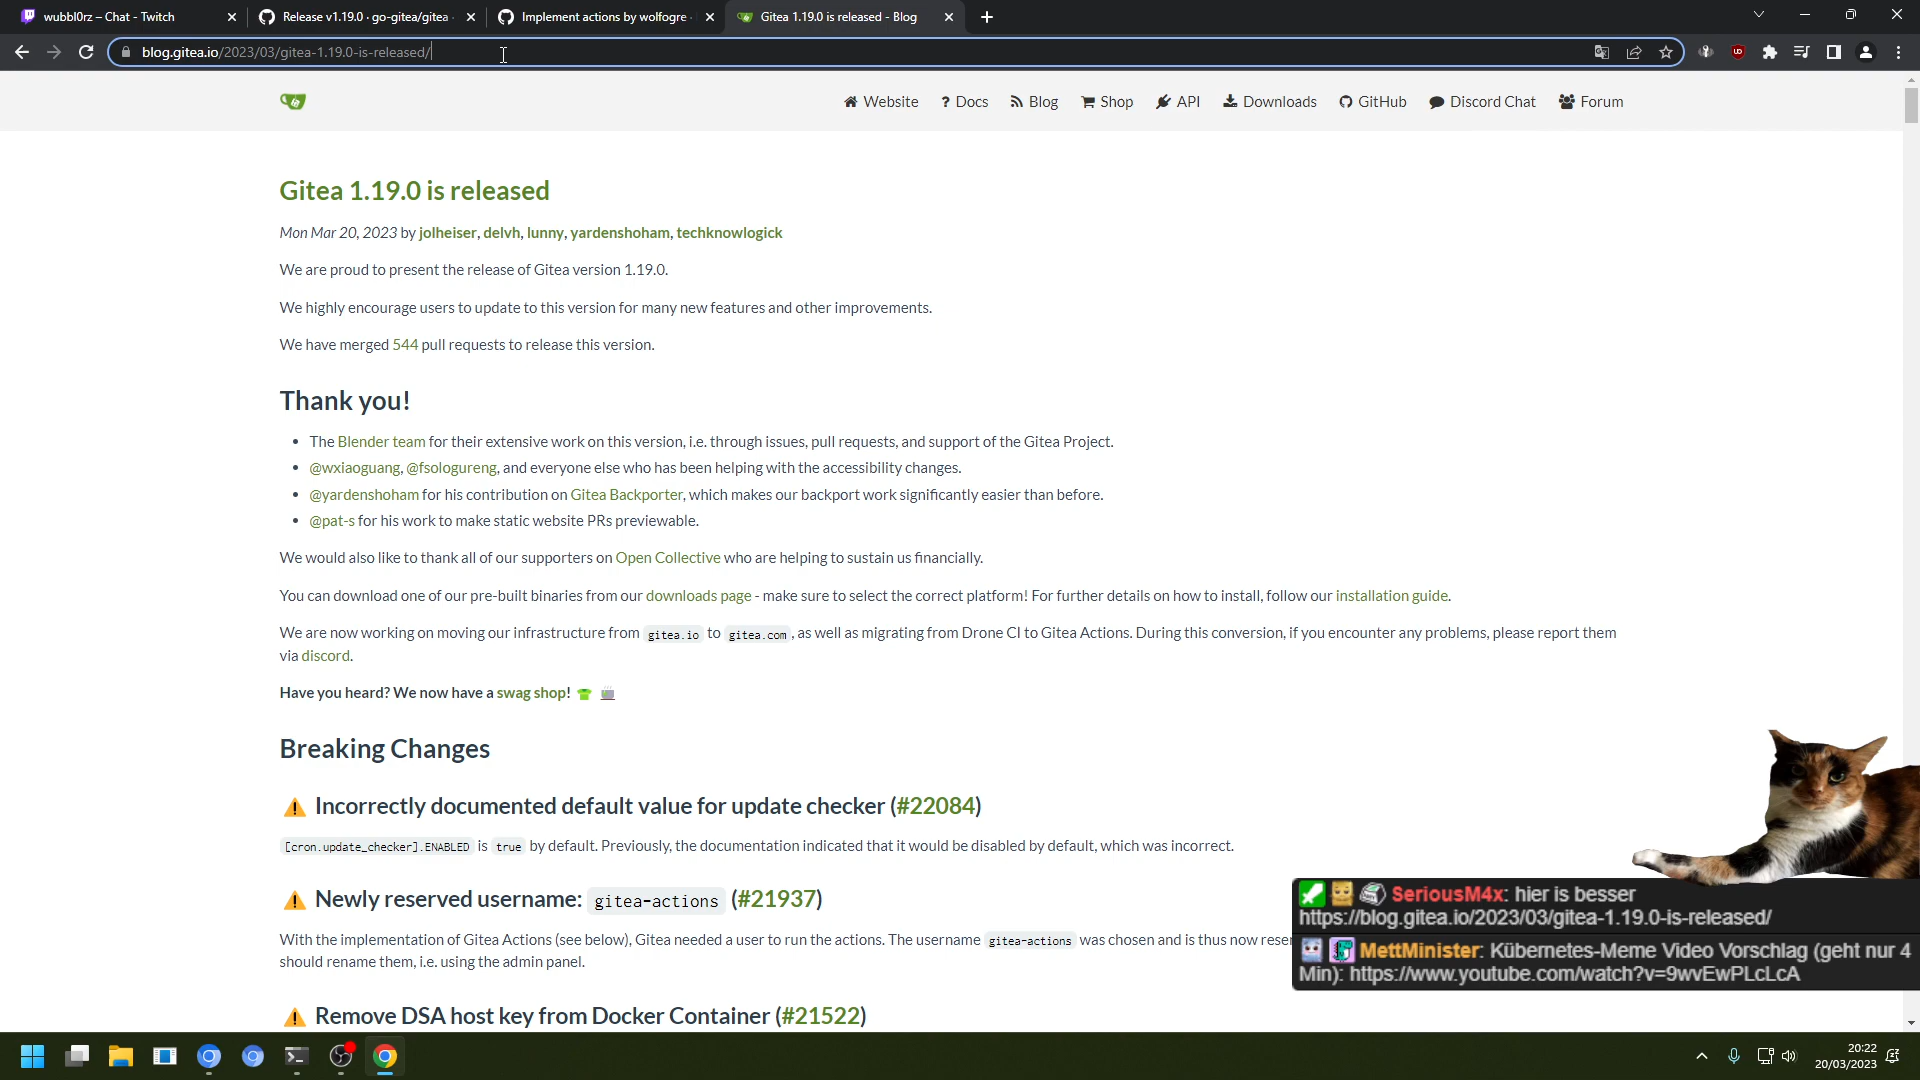 wubbl0rz – Chat - Twitch
Release v1.19.0 · go-gitea/gitea
Implement actions by wolfogre
Gitea 1.19.0 is released - Blog
blog.gitea.io/2023/03/gitea-1.19.0-is-released/
Website
? Docs
Blog
Shop
API
Downloads
GitHub
Discord Chat
Forum
Gitea 1.19.0 is released
Mon Mar 20, 2023 by jolheiser, delvh, lunny, yardenshoham, techknowlogick
We are proud to present the release of Gitea version 1.19.0.
We highly encourage users to update to this version for many new features and other improvements.
We have merged 544 pull requests to release this version.
Thank you!
• The Blender team for their extensive work on this version, i.e. through issues, pull requests, and support of the Gitea Project.
• @wxiaoguang, @fsologureng, and everyone else who has been helping with the accessibility changes.
• @yardenshoham for his contribution on Gitea Backporter, which makes our backport work significantly easier than before.
• @pat-s for his work to make static website PRs previewable.
We would also like to thank all of our supporters on Open Collective who are helping to sustain us financially.
You can download one of our pre-built binaries from our downloads page - make sure to select the correct platform! For further details on how to install, follow our installation guide.
We are now working on moving our infrastructure from gitea.io to gitea.com, as well as migrating from Drone CI to Gitea Actions. During this conversion, if you encounter any problems, please report them
via discord.
Have you heard? We now have a swag shop!
Breaking Changes
Incorrectly documented default value for update checker (#22084)
[cron.update_checker].ENABLED is true by default. Previously, the documentation indicated that it would be disabled by default, which was incorrect.
Newly reserved username: gitea-actions (#21937)
With the implementation of Gitea Actions (see below), Gitea needed a user to run the actions. The username gitea-actions was chosen and is thus now reser
should rename them, i.e. using the admin panel.
Remove DSA host key from Docker Container (#21522)
SeriousM4x: hier is besser
https://blog.gitea.io/2023/03/gitea-1.19.0-is-released/
MettMinister: Kübernetes-Meme Video Vorschlag (geht nur 4
Min): https://www.youtube.com/watch?v=9wvEwPLcLcA
20:22
20/03/2023